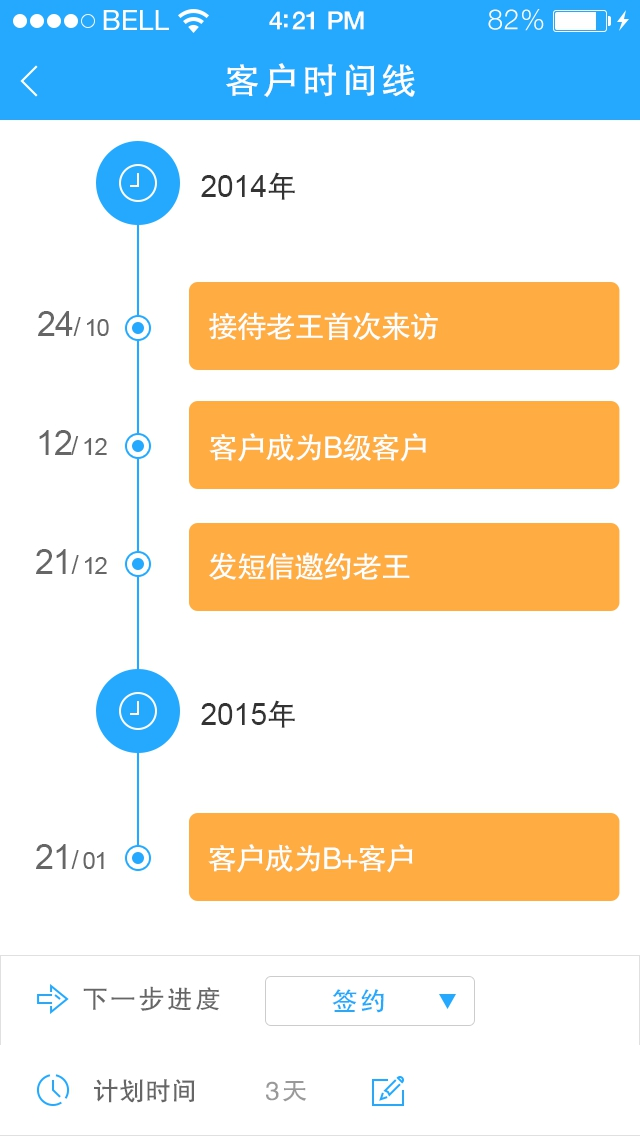 BELL 4:21 PM 82%
客户时间线
2014年
24/10 接待老王首次来访
12/12 客户成为B级客户
21/12 发短信邀约老王
2015年
21/01 客户成为B+客户
下一步进度 签约
计划时间 3天